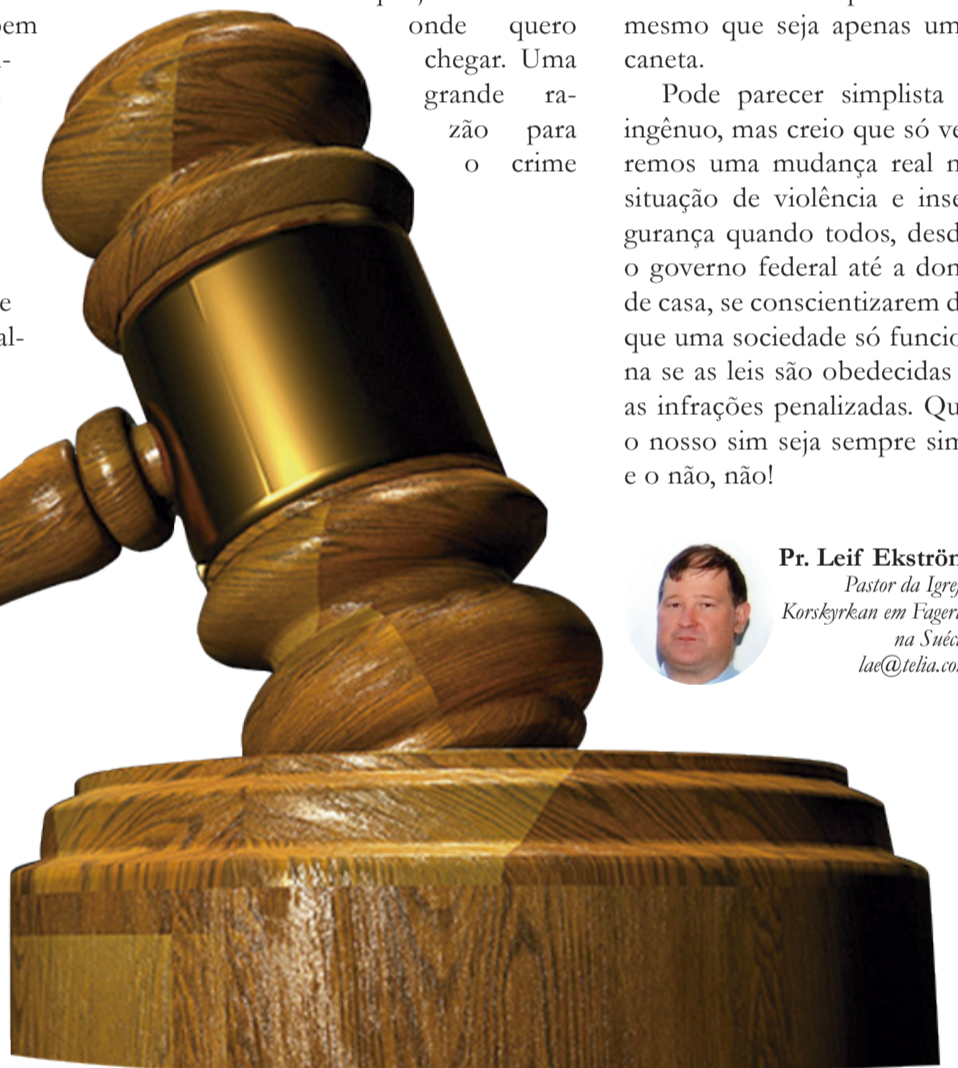 e
al-
onde quero
chegar. Uma
grande ra-
zão para
o crime
mesmo que seja apenas um
caneta.
Pode parecer simplista
ingênuo, mas creio que só ve
remos uma mudança real n
situação de violência e inse
gurança quando todos, desd
o governo federal até a don
de casa, se conscientizarem d
que uma sociedade só funcio
na se as leis são obedecidas
as infrações penalizadas. Qu
o nosso sim seja sempre sim
e o não, não!
Pr. Leif Ekström
Pastor da Igrej
Korskyrkan em Fager
na Suéc
lae@telia.co